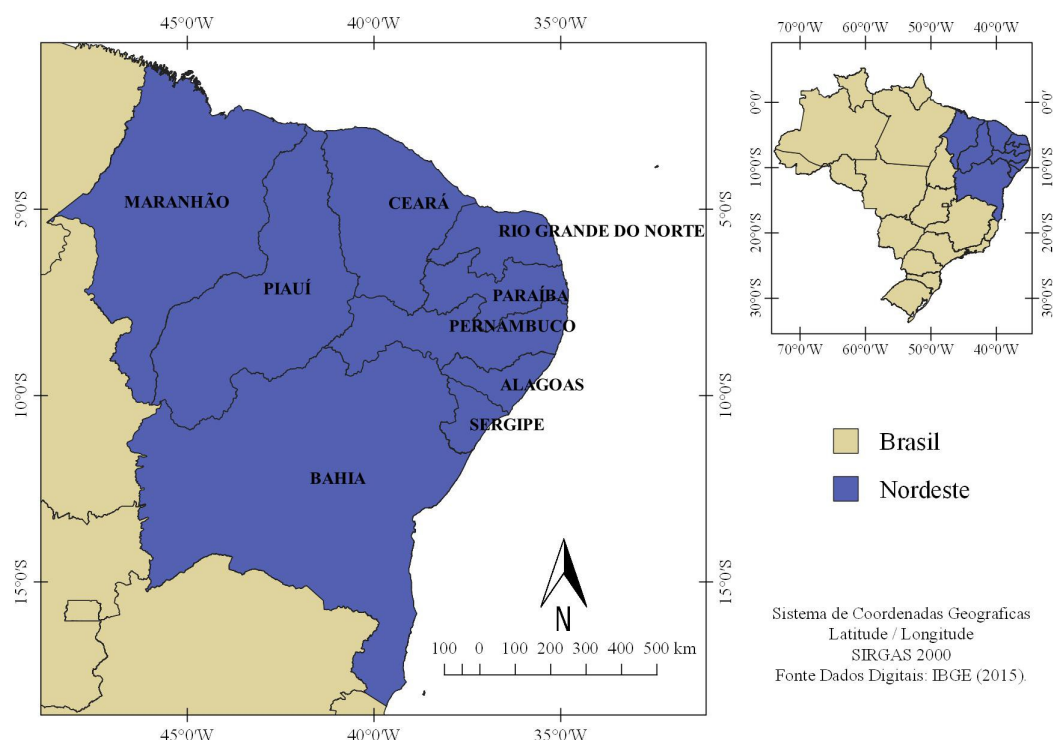 45°0'W 40°0'W 35°0'W
5°0'S
10°0'S
15°0'S
MARANHÃO
CEARÁ
RIO GRANDE DO NORTE
PIAUÍ
PARAÍBA
PERNAMBUCO
ALAGOAS
SERGIPE
BAHIA
N
100 0 100 200 300 400 500 km
5°0'S
10°0'S
15°0'S
45°0'W 40°0'W 35°0'W
70°0'W 60°0'W 50°0'W 40°0'W
0°0'
10°0'S
20°0'S
30°0'S
0°0'
10°0'S
20°0'S
30°0'S
70°0'W 60°0'W 50°0'W 40°0'W
Brasil
Nordeste
Sistema de Coordenadas Geograficas
Latitude / Longitude
SIRGAS 2000
Fonte Dados Digitais: IBGE (2015).